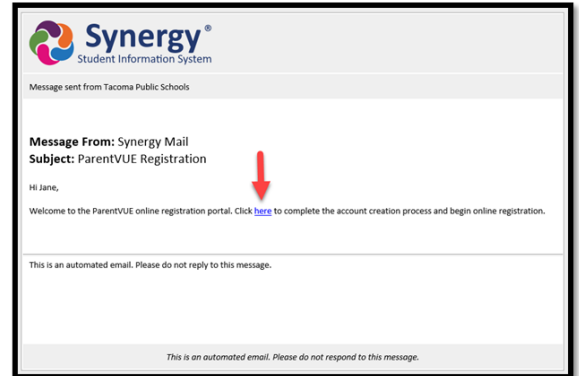 Synergy®
Student Information System
Message sent from Tacoma Public Schools
Message From: Synergy Mail
Subject: ParentVUE Registration
Hi Jane,
Welcome to the ParentVUE online registration portal. Click here to complete the account creation process and begin online registration.
This is an automated email. Please do not reply to this message.
This is an automated email. Please do not respond to this message.